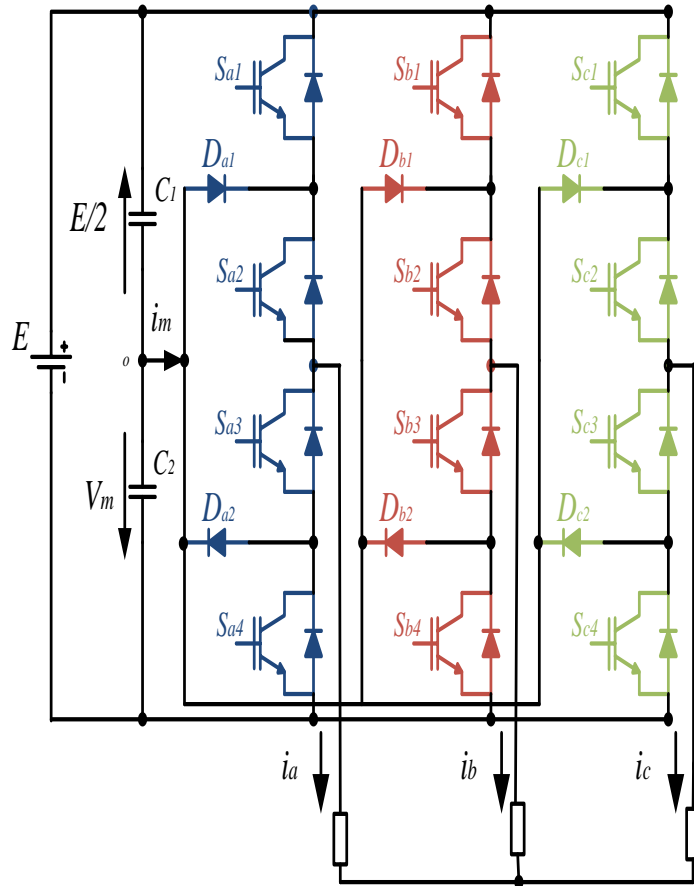 Sa1 Sb1 Sc1
Da1 Db1 Dc1
C1
E/2
Sa2 Sb2 Sc2
im
E + -
o
Sa3 Sb3 Sc3
C2
Vm
Da2 Db2 Dc2
Sa4 Sb4 Sc4
ia ib ic